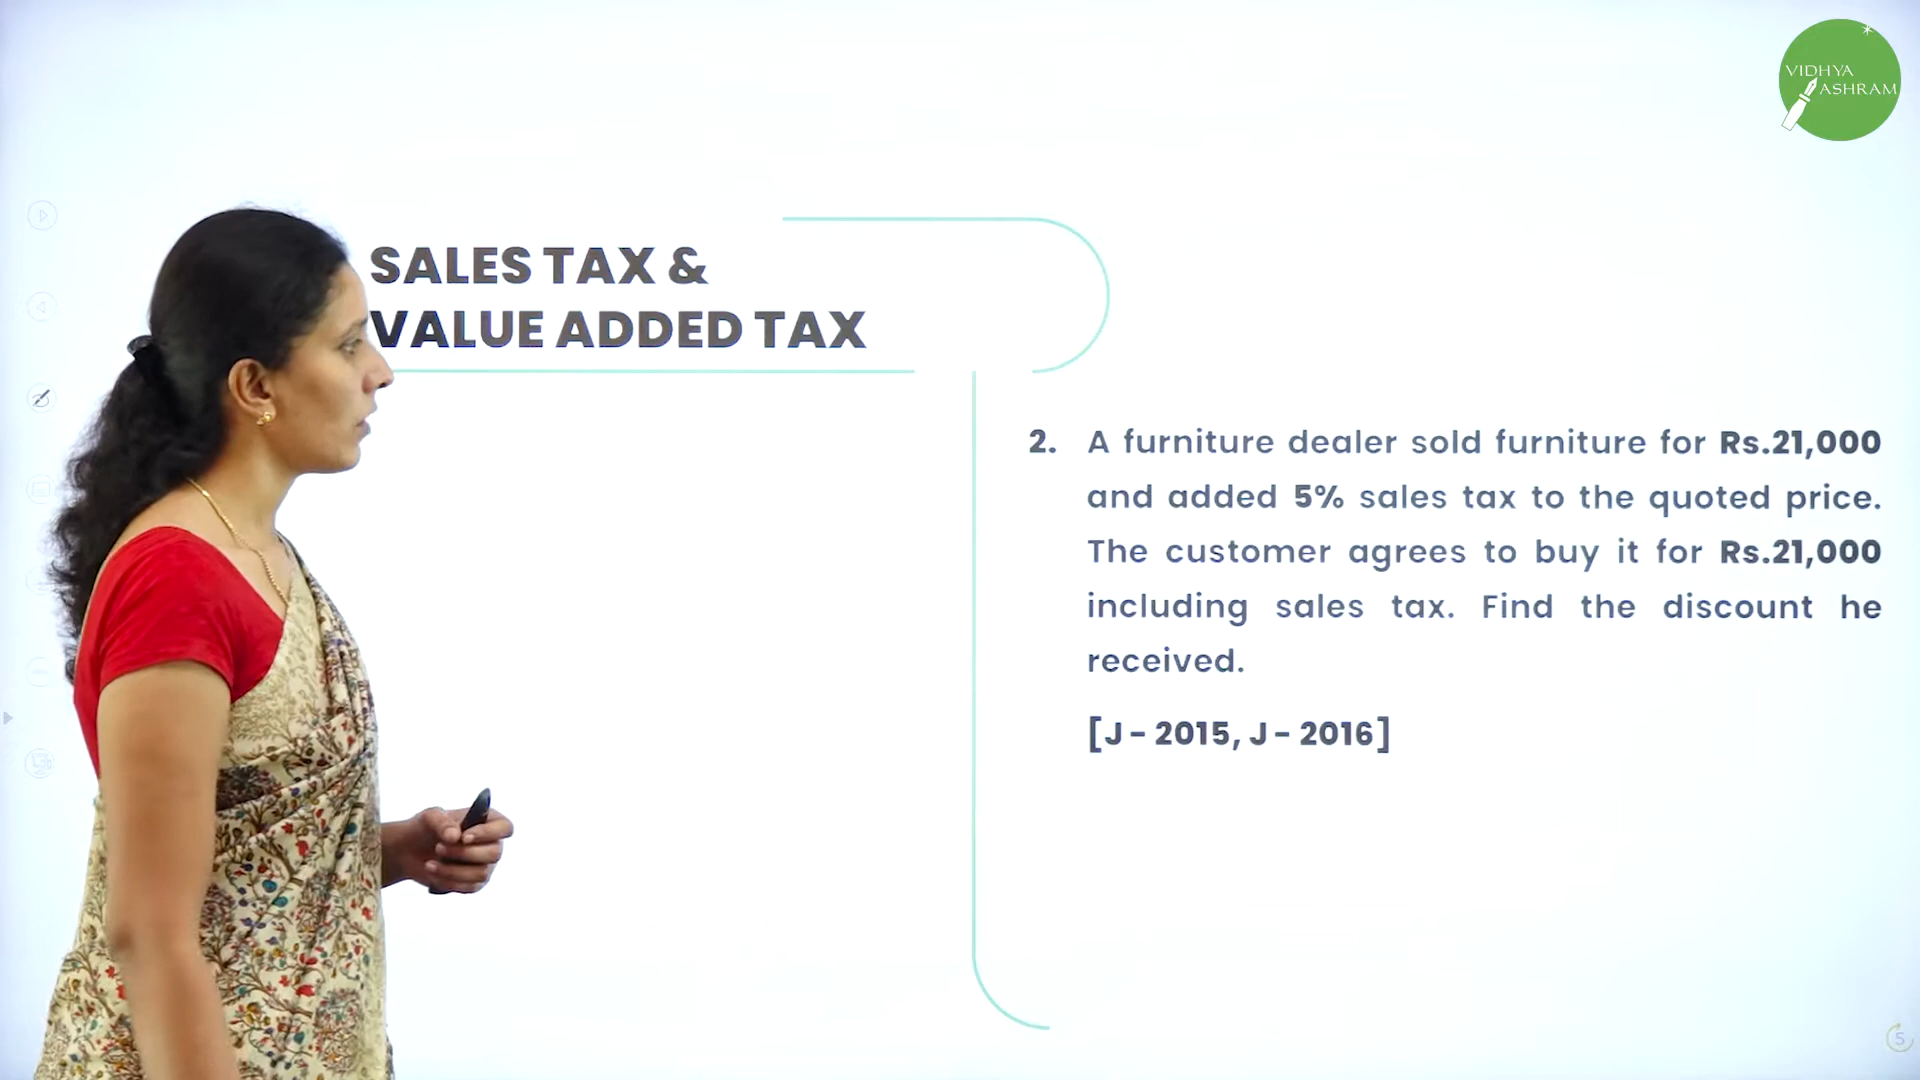 VIDHYA
ASHRAM
SALES TAX &
VALUE ADDED TAX
2. A furniture dealer sold furniture for Rs.21,000
and added 5% sales tax to the quoted price.
The customer agrees to buy it for Rs.21,000
including sales tax. Find the discount he
received.
[J - 2015, J - 2016]
5